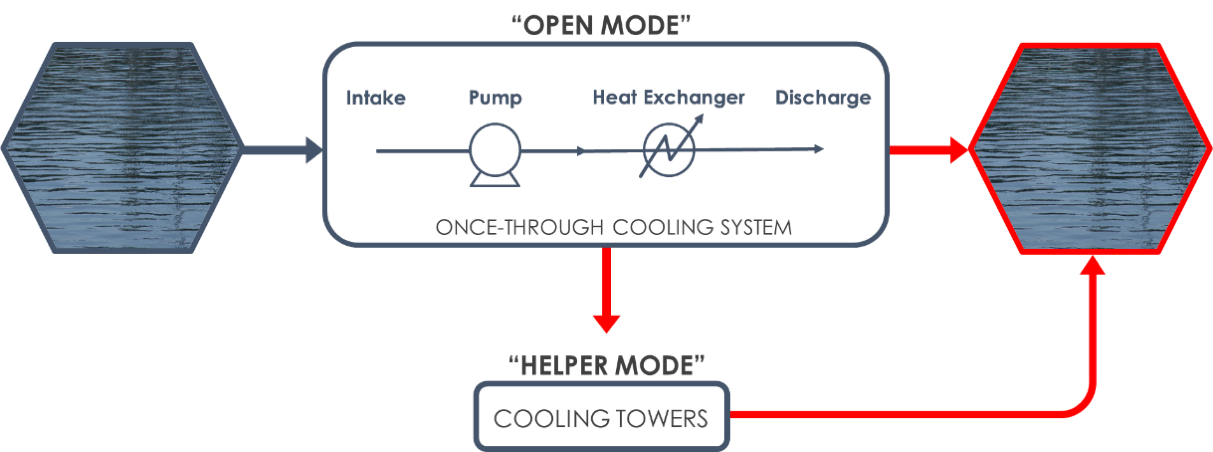 “OPEN MODE”
Intake Pump Heat Exchanger Discharge
ONCE-THROUGH COOLING SYSTEM
“HELPER MODE”
COOLING TOWERS